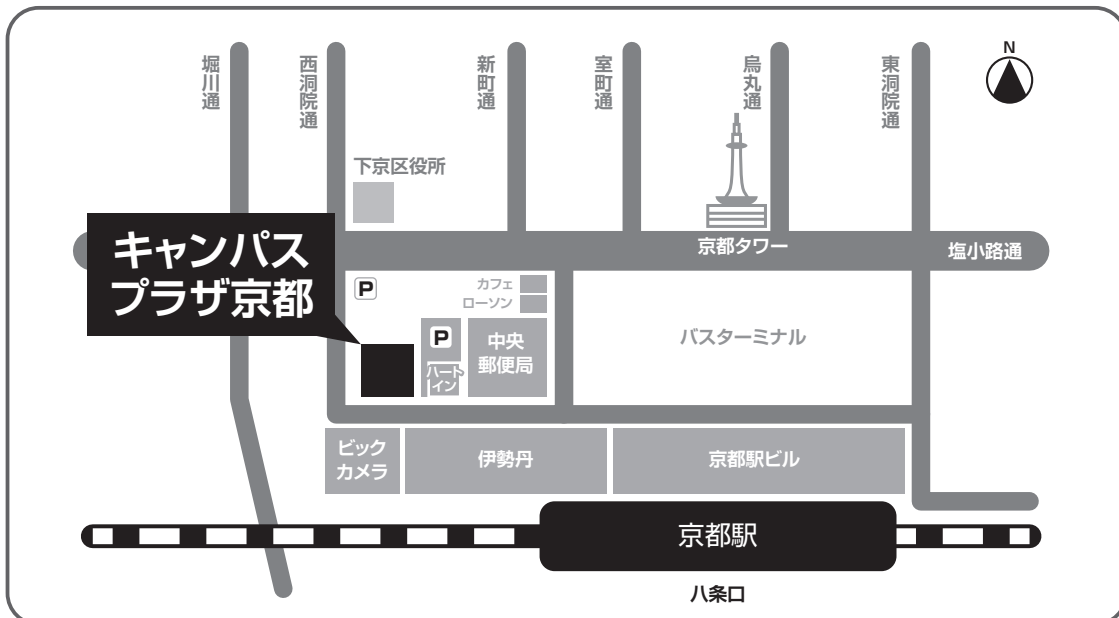 N
堀川通
西洞院通
新町通
室町通
烏丸通
東洞院通
下京区役所
キャンパス
プラザ京都
京都タワー
塩小路通
P
カフェ
ローソン
P
ハート
イン
中央
郵便局
バスターミナル
ビック
カメラ
伊勢丹
京都駅ビル
京都駅
八条口